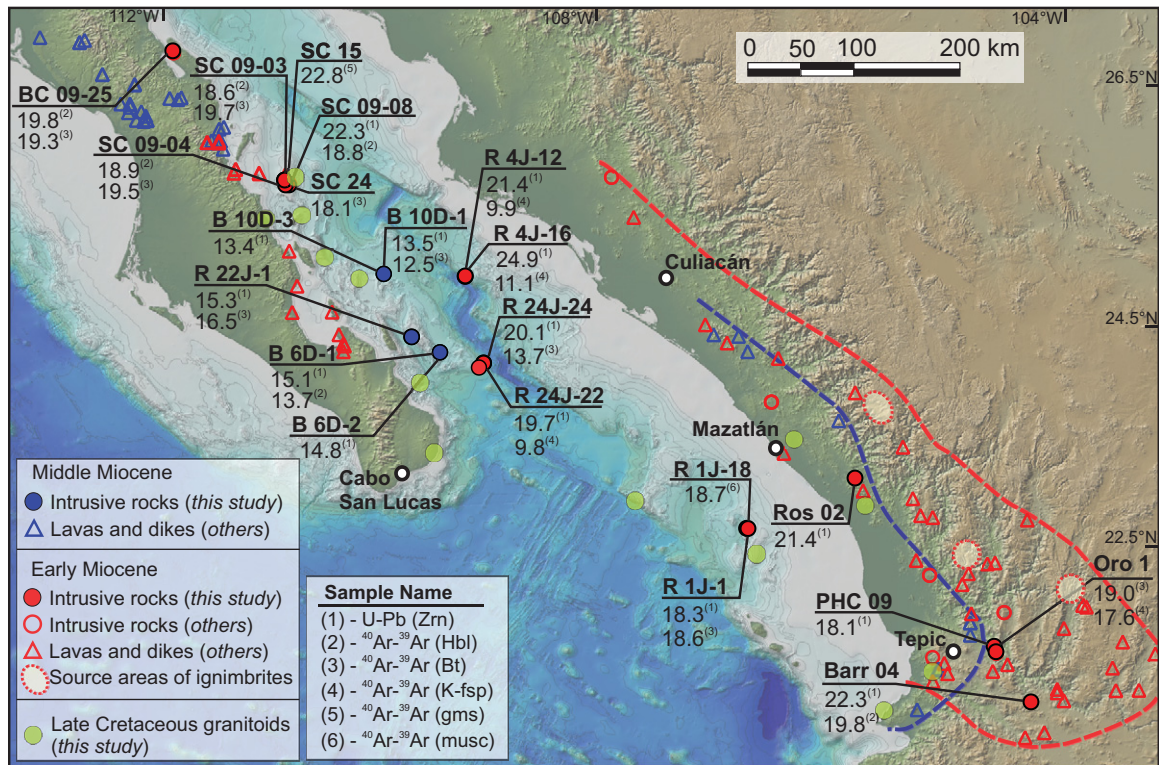 112°W
108°W
104°W
0 50 100 200 km
26.5°N
SC 15
22.8(5)
SC 09-03
18.6(2)
19.7(3)
BC 09-25
19.8(2)
19.3(3)
SC 09-08
22.3(1)
18.8(2)
SC 09-04
18.9(2)
19.5(3)
R 4J-12
21.4(1)
9.9(4)
SC 24
18.1(3)
B 10D-3
13.4(1)
B 10D-1
13.5(1)
12.5(3)
R 4J-16
24.9(1)
11.1(4)
Culiacán
R 22J-1
15.3(1)
16.5(3)
R 24J-24
20.1(1)
13.7(3)
24.5°N
B 6D-1
15.1(1)
13.7(2)
R 24J-22
19.7(1)
9.8(4)
B 6D-2
14.8(1)
Mazatlán
Cabo
San Lucas
R 1J-18
18.7(6)
Ros 02
21.4(1)
22.5°N
Oro 1
19.0(3)
17.6(4)
R 1J-1
18.3(1)
18.6(3)
PHC 09
18.1(1)
Tepic
Barr 04
22.3(1)
19.8(2)
Middle Miocene
Intrusive rocks (this study)
Lavas and dikes (others)
Early Miocene
Intrusive rocks (this study)
Intrusive rocks (others)
Lavas and dikes (others)
Source areas of ignimbrites
Late Cretaceous granitoids
(this study)
Sample Name
(1) - U-Pb (Zrn)
(2) - ⁴⁰Ar-³⁹Ar (Hbl)
(3) - ⁴⁰Ar-³⁹Ar (Bt)
(4) - ⁴⁰Ar-³⁹Ar (K-fsp)
(5) - ⁴⁰Ar-³⁹Ar (gms)
(6) - ⁴⁰Ar-³⁹Ar (musc)